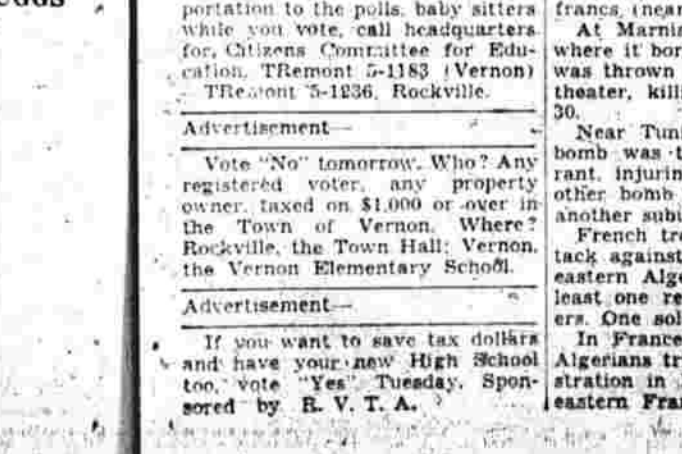 portation to the polls, baby sitters
while you vote, call headquarters
for, Citizens Committee for Edu-
cation. TRemont 5-1183 (Vernon)
TRemont 5-1236, Rockville.
Advertisement—
Vote "No" tomorrow. Who? Any
registered voter, any property
owner, taxed on $1,000 or over in
the Town of Vernon. Where?
Rockville, the Town Hall; Vernon,
the Vernon Elementary School.
Advertisement—
If you want to save tax dollars
and have your new High School
too, vote "Yes" Tuesday. Spon-
sored by R. V. T. A.
francs, (near
At Marnia
where it bor
was thrown
theater, kill
30.
Near Tuni
bomb was t
rant, injurin
other bomb
another subu
French tro
tack against
eastern Alge
least one re
ers. One sol
In France
Algerians tr
stration in
eastern Fran